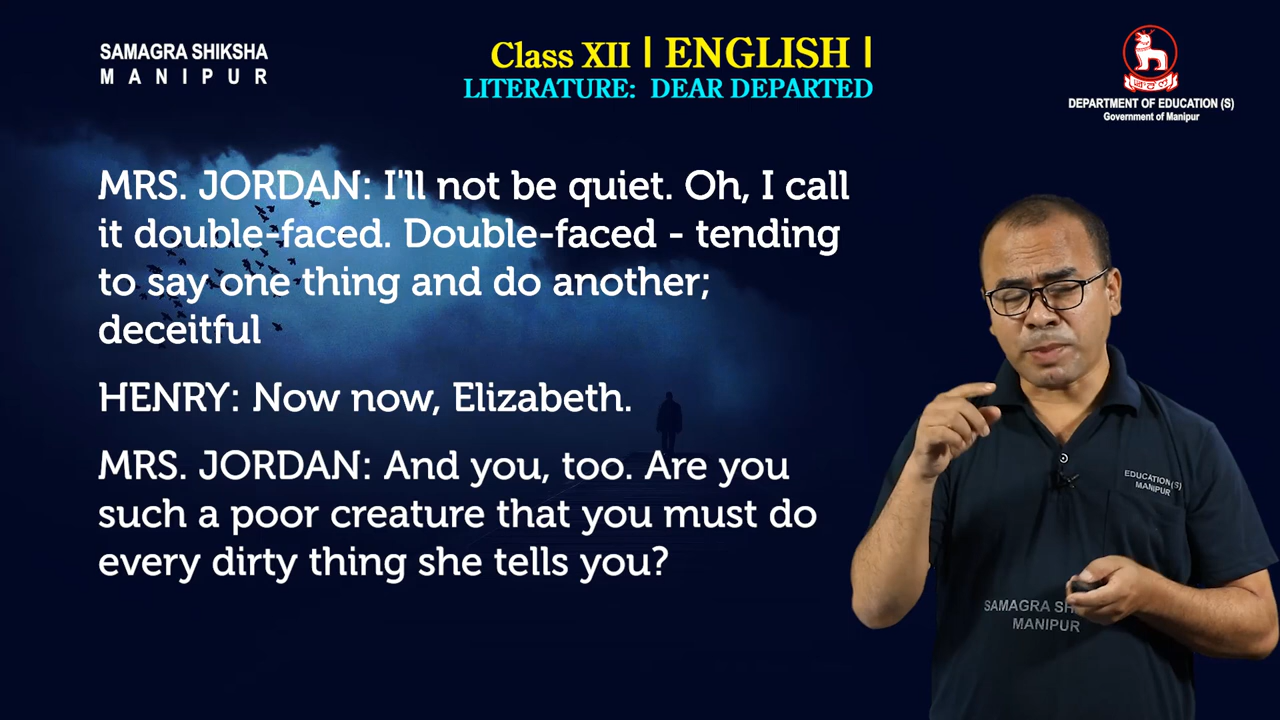 SAMAGRA SHIKSHA
MANIPUR
Class XII | ENGLISH |
LITERATURE: DEAR DEPARTED
DEPARTMENT OF EDUCATION (S)
Government of Manipur
MRS. JORDAN: I'll not be quiet. Oh, I call
it double-faced. Double-faced - tending
to say one thing and do another;
deceitful
HENRY: Now now, Elizabeth.
MRS. JORDAN: And you, too. Are you
such a poor creature that you must do
every dirty thing she tells you?
EDUCATION (S)
MANIPUR
SAMAGRA SH
MANIPUR